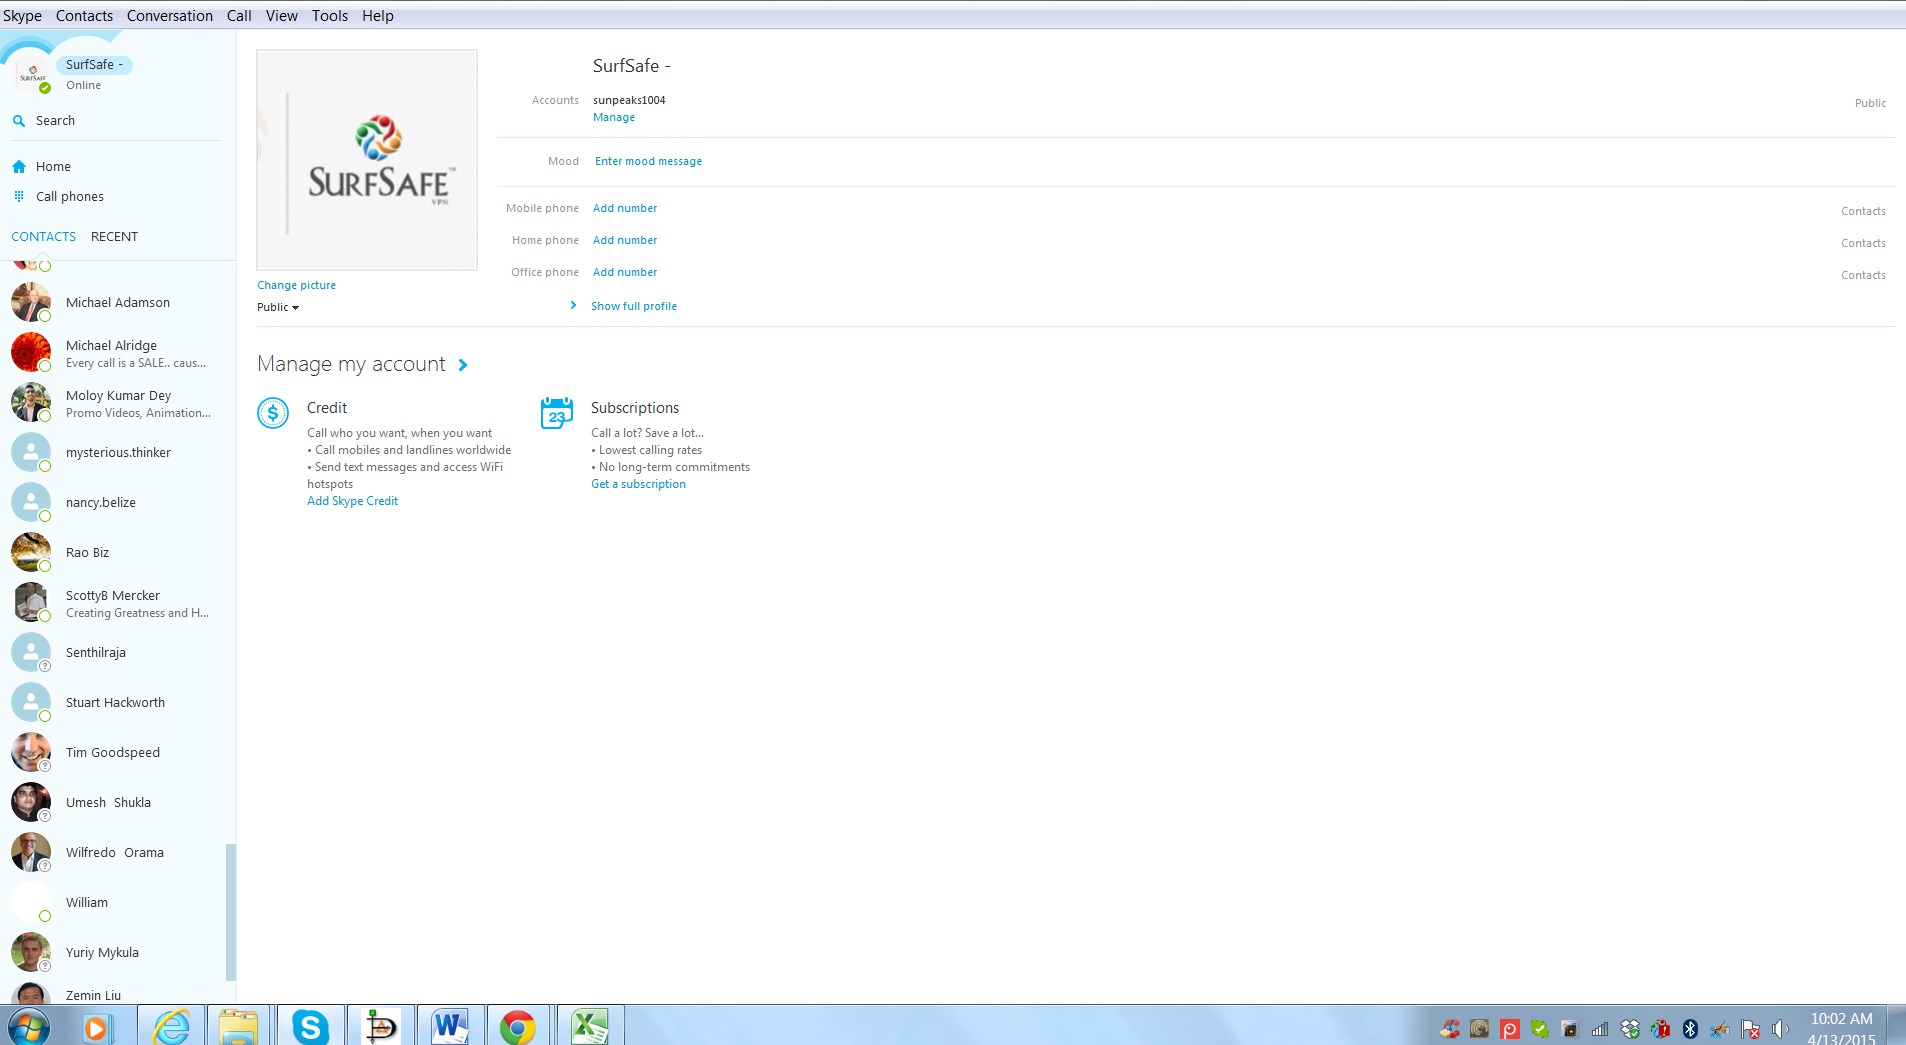 Skype Contacts Conversation Call View Tools Help
SurfSafe -
Online
Search
Home
Call phones
CONTACTS RECENT
Michael Adamson
Michael Alridge
Every call is a SALE.. caus...
Moloy Kumar Dey
Promo Videos, Animation...
mysterious.thinker
nancy.belize
Rao Biz
ScottyB Mercker
Creating Greatness and H...
Senthilraja
Stuart Hackworth
Tim Goodspeed
Umesh Shukla
Wilfredo Orama
William
Yuriy Mykula
Zemin Liu
SURFSAFE™
VPN
Change picture
Public
SurfSafe -
Accounts sunpeaks1004 Public
Manage
Mood Enter mood message
Mobile phone Add number Contacts
Home phone Add number Contacts
Office phone Add number Contacts
Show full profile
Manage my account
Credit
Call who you want, when you want
• Call mobiles and landlines worldwide
• Send text messages and access WiFi
hotspots
Add Skype Credit
23
Subscriptions
Call a lot? Save a lot...
• Lowest calling rates
• No long-term commitments
Get a subscription
10:02 AM
4/13/2015